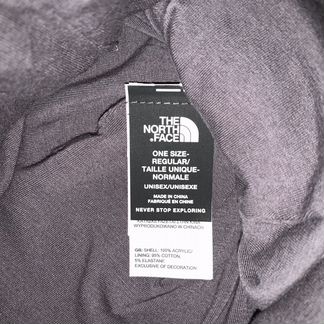 THE
NORTH
FACE
ONE SIZE-
REGULAR/
TAILLE UNIQUE-
NORMALE
UNISEX/UNISEXE
MADE IN CHINA
FABRIQUÉ EN CHINE
NEVER STOP EXPLORING
WYPRODUKOWANO W CHINACH
GB: SHELL: 100% ACRYLIC/
LINING: 95% COTTON,
5% ELASTANE,
EXCLUSIVE OF DECORATION